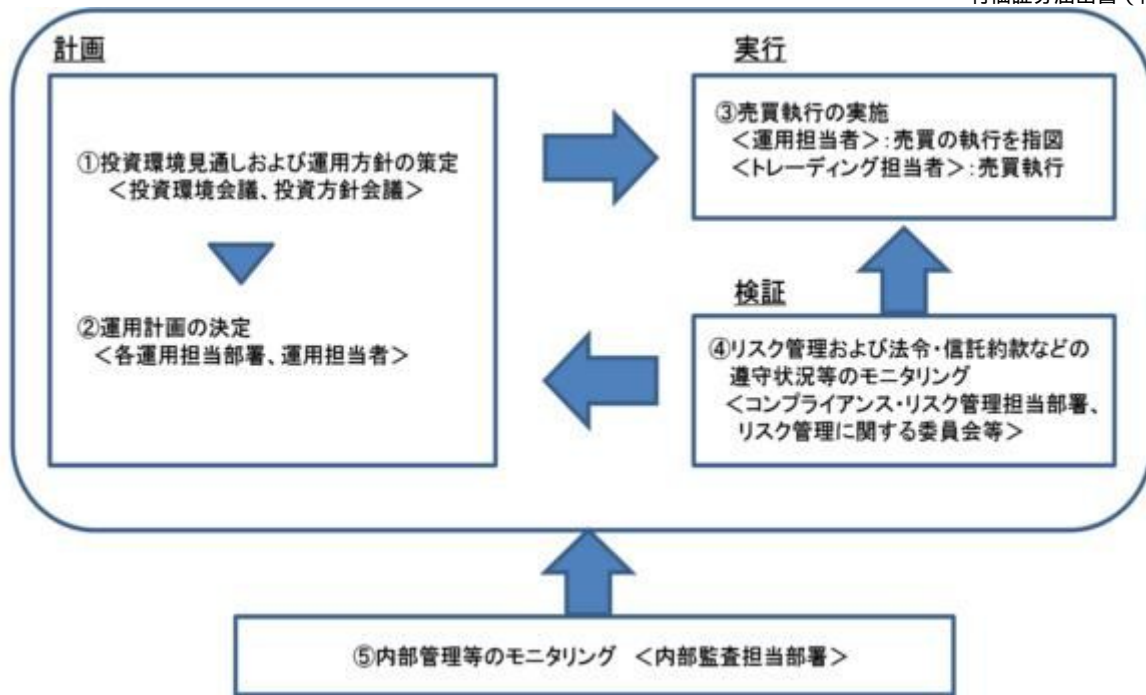 計画
①投資環境見通しおよび運用方針の策定
＜投資環境会議、投資方針会議＞
②運用計画の決定
＜各運用担当部署、運用担当者＞
実行
③売買執行の実施
＜運用担当者＞:売買の執行を指図
＜トレーディング担当者＞:売買執行
検証
④リスク管理および法令・信託約款などの
遵守状況等のモニタリング
＜コンプライアンス・リスク管理担当部署、
リスク管理に関する委員会等＞
⑤内部管理等のモニタリング ＜内部監査担当部署＞